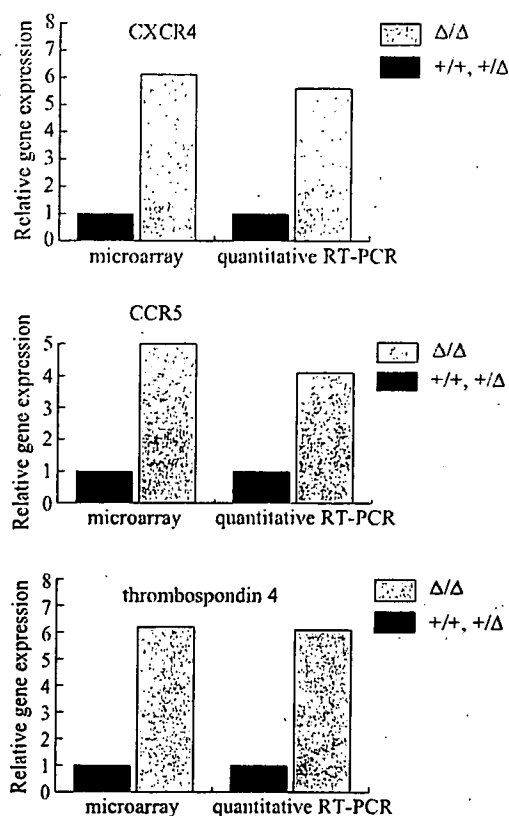 CXCR4
Δ/Δ
+/+, +/Δ
Relative gene expression
8
7
6
5
4
3
2
1
0
microarray
quantitative RT-PCR
CCR5
Δ/Δ
+/+, +/Δ
Relative gene expression
5
4
3
2
1
0
microarray
quantitative RT-PCR
thrombospondin 4
Δ/Δ
+/+, +/Δ
Relative gene expression
8
7
6
5
4
3
2
1
0
microarray
quantitative RT-PCR